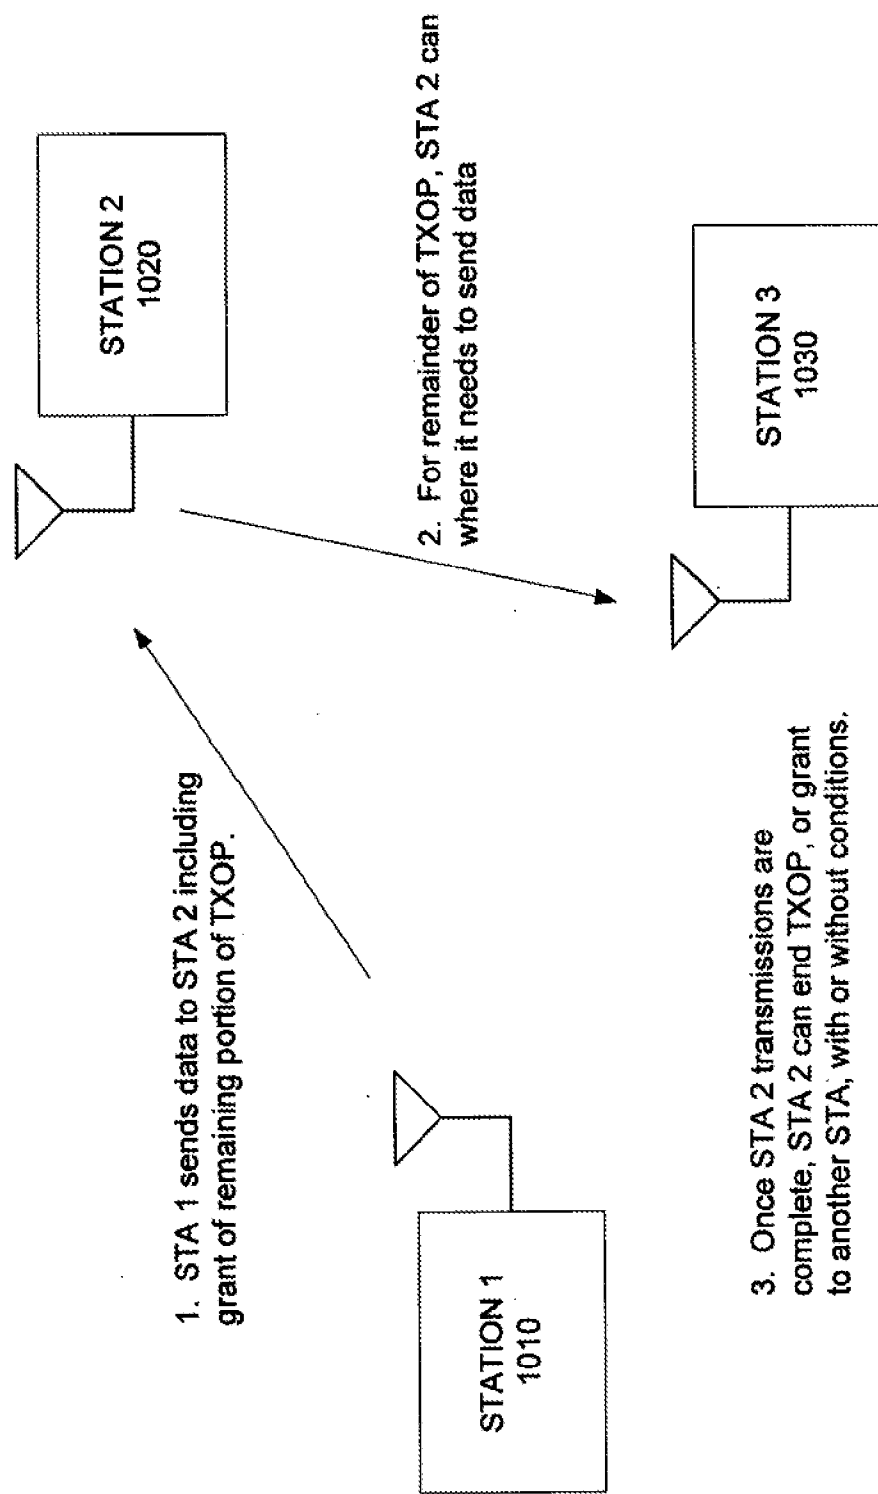 1. STA 1 sends data to STA 2 including
grant of remaining portion of TXOP.
STATION 2
1020
2. For remainder of TXOP, STA 2 can
where it needs to send data
STATION 1
1010
STATION 3
1030
3. Once STA 2 transmissions are
complete, STA 2 can end TXOP, or grant
to another STA, with or without conditions.